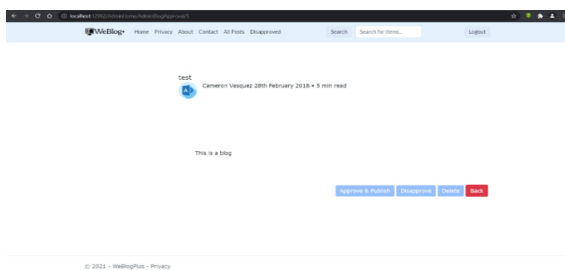 WeBlog+ Home Privacy About Contact All Posts Disapproved Search Search for items... Logout
test
Cameron Vasquez 28th February 2018 • 5 min read
This is a blog
Approve & Publish Disapprove Delete Back
© 2021 - WeBlogPlus - Privacy